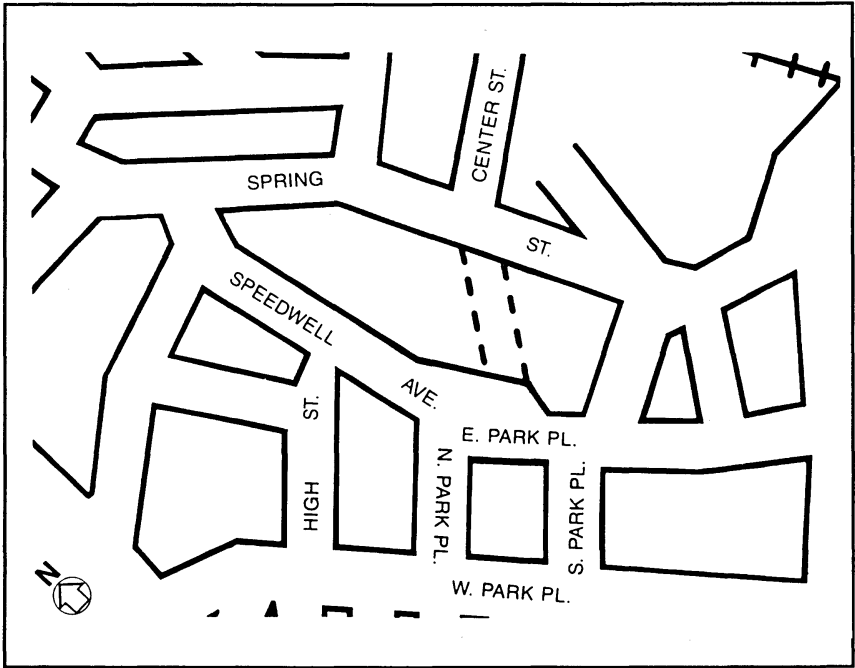 CENTER ST.
SPRING
ST.
SPEEDWELL
AVE.
ST.
HIGH
E. PARK PL.
N. PARK PL.
S. PARK PL.
W. PARK PL.
N